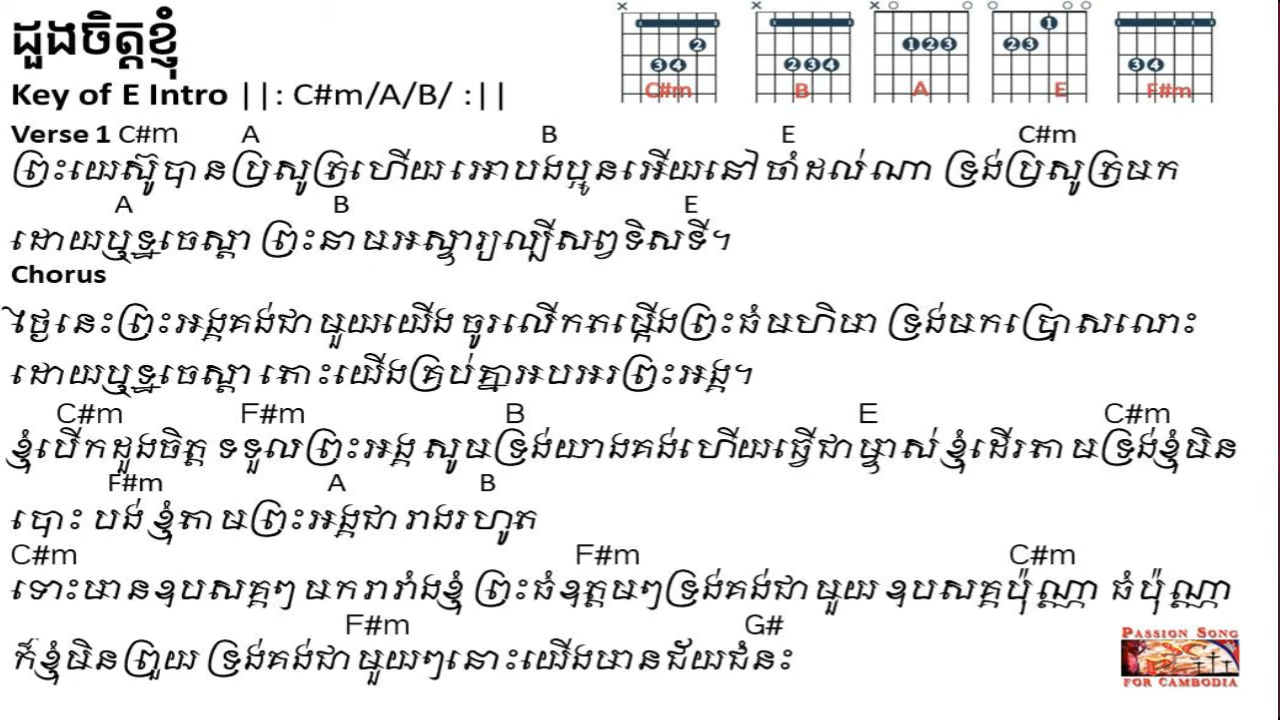 ដួងចិត្តខ្ញុំ
Key of E Intro ||: C#m/A/B/ :||
C#m B A E F#m
Verse 1 C#m A B E C#m
ព្រះយេស៊ូបានប្រសូត្រហើយ អោបងប្អូនអើយនៅ ចាំដល់ណា ទ្រង់ប្រសូត្រមក
A B E
ដោយឫទ្ឋចេស្តា ព្រះនាមអស្ចារ្យល្បីសព្វទិសទី។
Chorus
ថ្ងៃនេះព្រះអង្គគង់ជា មួយយើង ចូរលើកតម្កើងព្រះធំមហិមា ទ្រង់មកប្រោសលោះ
ដោយឫទ្ឋចេស្តា តោះយើងគ្រប់គ្នាអបអរព្រះអង្គ។
C#m F#m B E C#m
ខ្ញុំបើកដួងចិត្ត ទទួលព្រះអង្គ សូមទ្រង់យាងគង់ហើយធ្វើជា ម្ចាស់ ខ្ញុំដើរតាមទ្រង់ខ្ញុំមិន
F#m A B
បោះ បង់ ខ្ញុំតាមព្រះអង្គជា រាងរហូត
C#m F#m C#m
ទោះមានឧបសគ្គៗ មករារាំងខ្ញុំ ព្រះធំឧត្តមៗទ្រង់គង់ជា មួយ ឧបសគ្គប៉ុណ្ណា ធំប៉ុណ្ណា
F#m G#
ក៏ខ្ញុំមិនព្រួយ ទ្រង់គង់ជា មួយៗនោះយើងមានជ័យជំនះ
PASSION SONG
FOR CAMBODIA